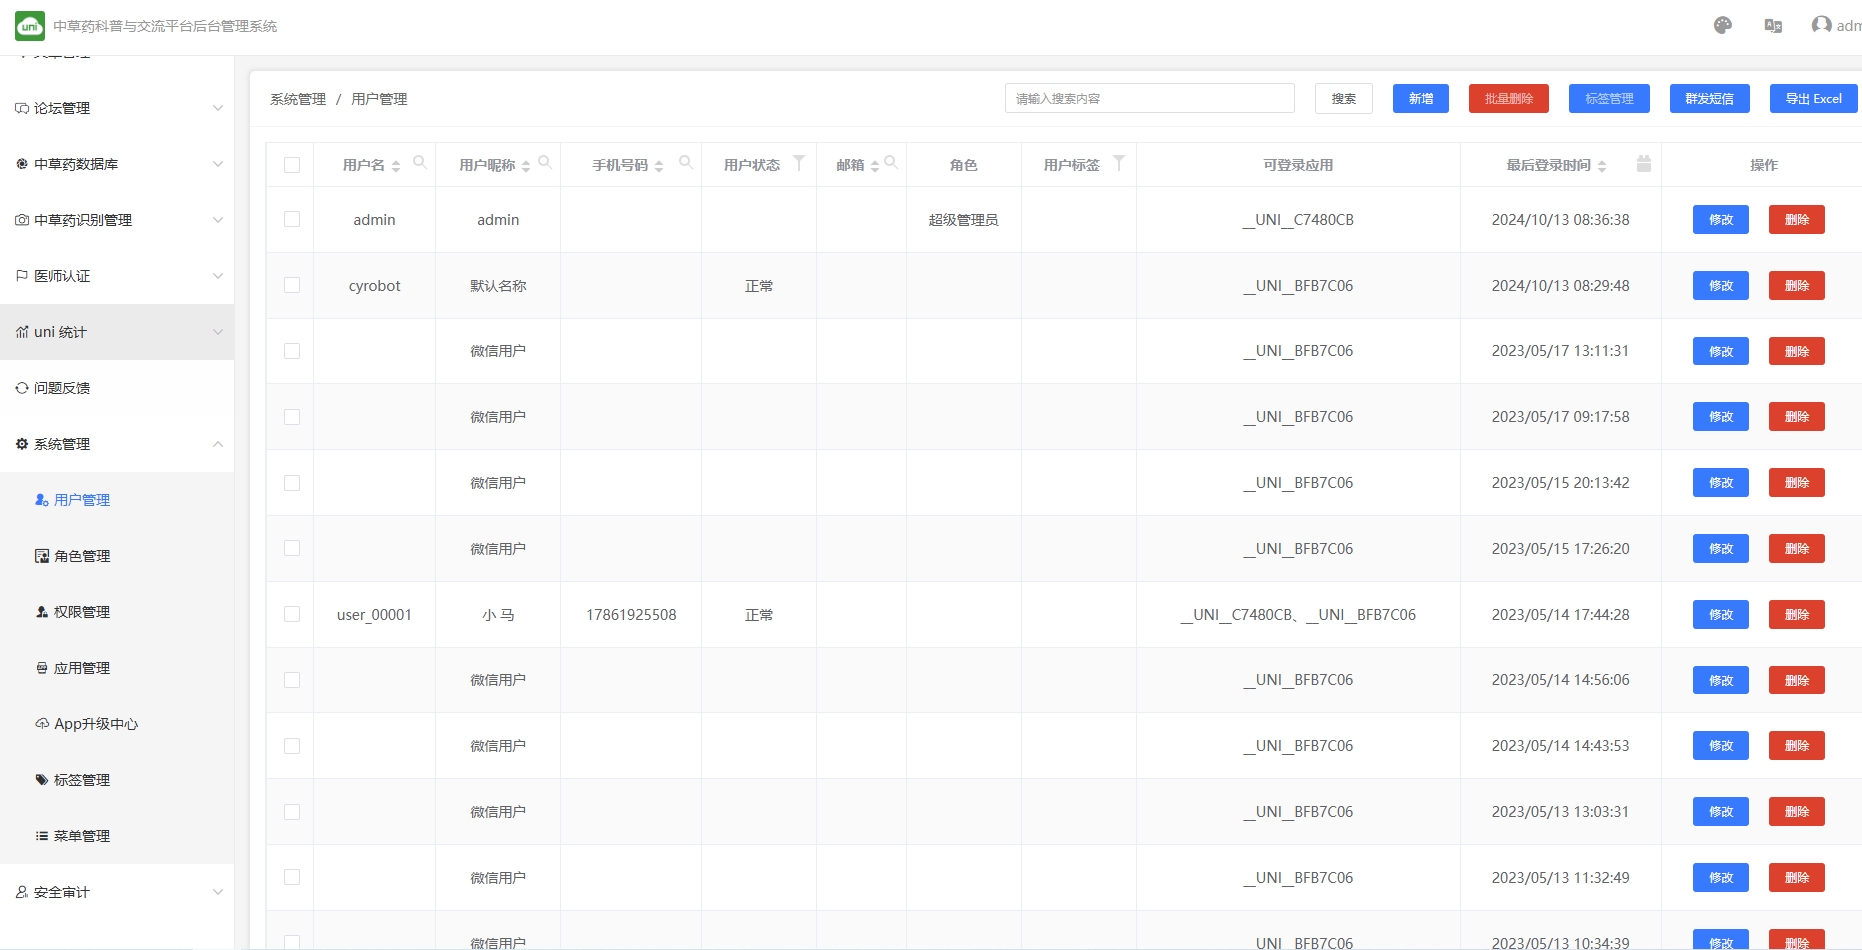 uni 中草药科普与交流平台后台管理系统 adm
论坛管理
中草药数据库
中草药识别管理
医师认证
uni 统计
问题反馈
系统管理
用户管理
角色管理
权限管理
应用管理
App升级中心
标签管理
菜单管理
安全审计
系统管理 / 用户管理 请输入搜索内容 搜索 新增 批量删除 标签管理 群发短信 导出 Excel
用户名 用户昵称 手机号码 用户状态 邮箱 角色 用户标签 可登录应用 最后登录时间 操作
admin admin 超级管理员 __UNI__C7480CB 2024/10/13 08:36:38 修改 删除
cyrobot 默认名称 正常 __UNI__BFB7C06 2024/10/13 08:29:48 修改 删除
微信用户 __UNI__BFB7C06 2023/05/17 13:11:31 修改 删除
微信用户 __UNI__BFB7C06 2023/05/17 09:17:58 修改 删除
微信用户 __UNI__BFB7C06 2023/05/15 20:13:42 修改 删除
微信用户 __UNI__BFB7C06 2023/05/15 17:26:20 修改 删除
user_00001 小 马 17861925508 正常 __UNI__C7480CB、__UNI__BFB7C06 2023/05/14 17:44:28 修改 删除
微信用户 __UNI__BFB7C06 2023/05/14 14:56:06 修改 删除
微信用户 __UNI__BFB7C06 2023/05/14 14:43:53 修改 删除
微信用户 __UNI__BFB7C06 2023/05/13 13:03:31 修改 删除
微信用户 __UNI__BFB7C06 2023/05/13 11:32:49 修改 删除
微信用户 __UNI__BFB7C06 2023/05/13 10:34:39 修改 删除